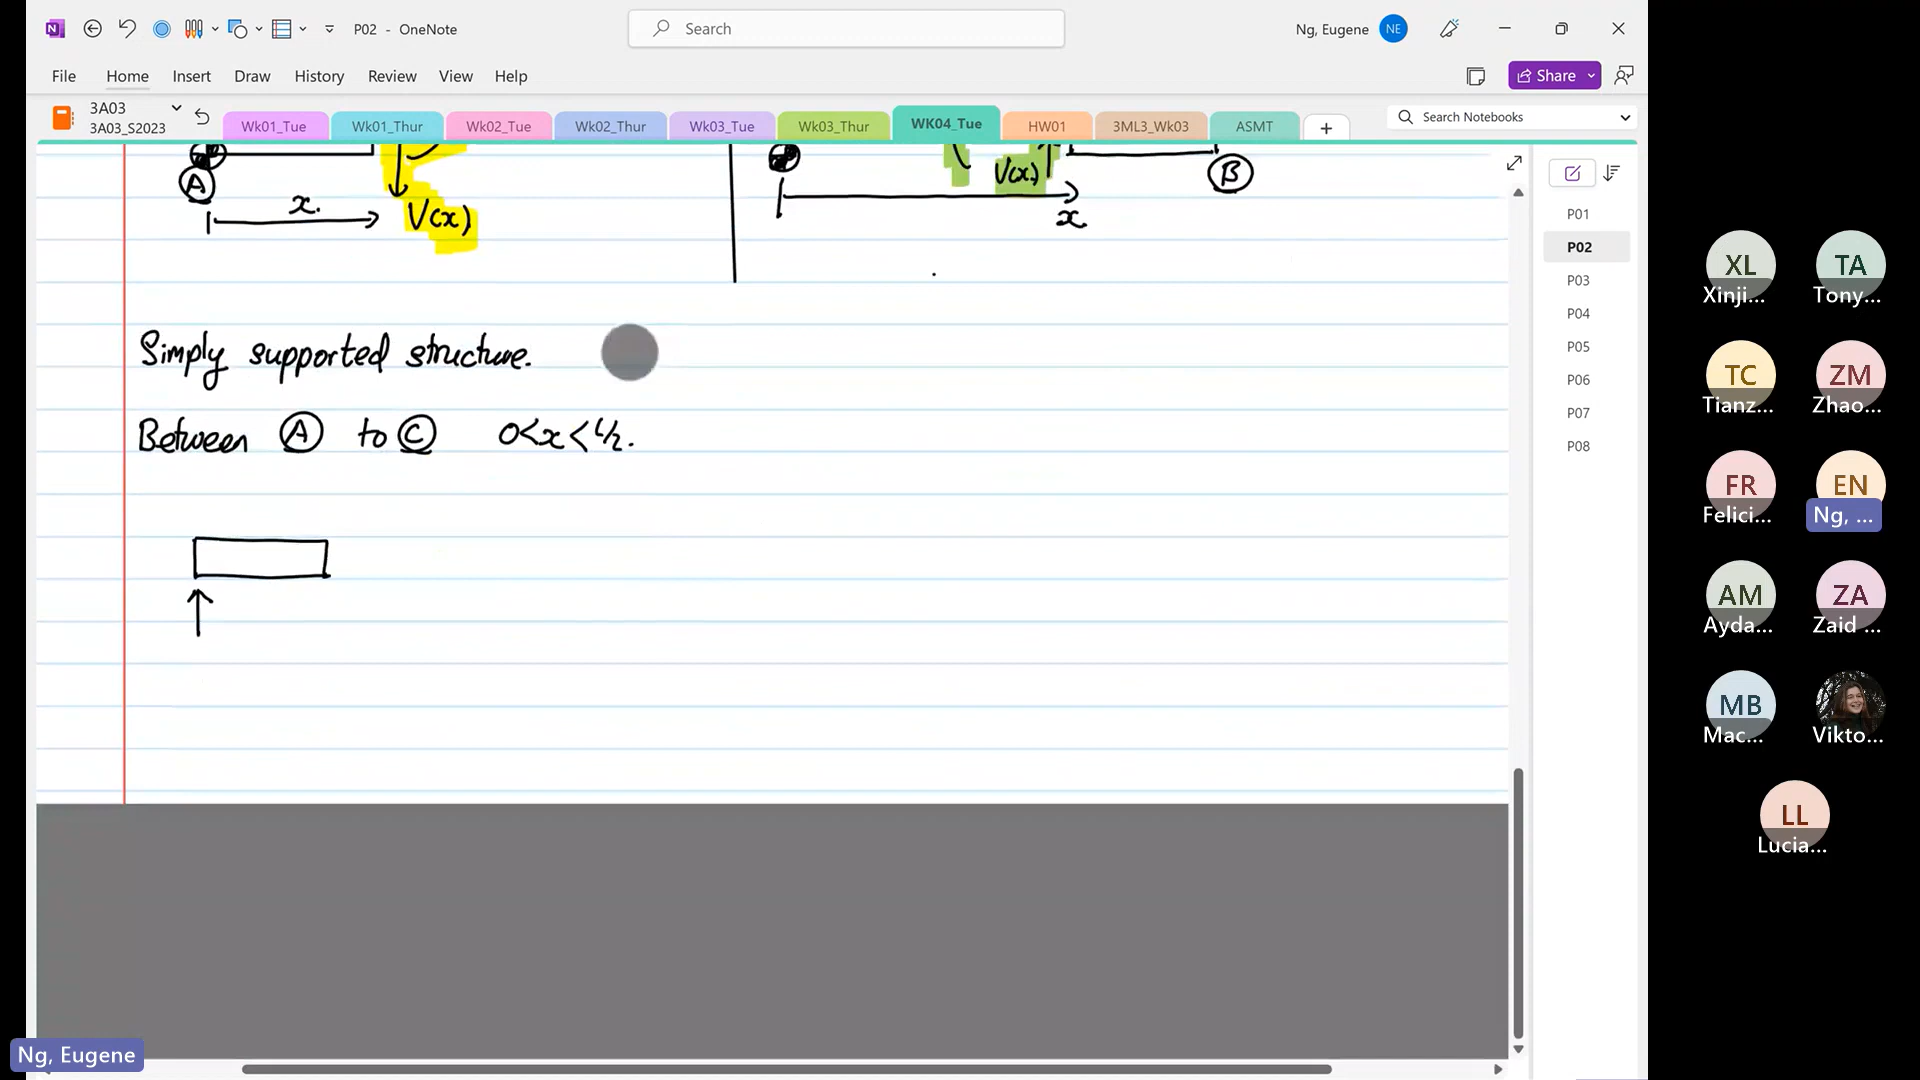 P02 - OneNote
Search
Ng, Eugene
NE
File
Home
Insert
Draw
History
Review
View
Help
Share
3A03
3A03_S2023
Wk01_Tue
Wk01_Thur
Wk02_Tue
Wk02_Thur
Wk03_Tue
Wk03_Thur
WK04_Tue
HW01
3ML3_Wk03
ASMT
+
Search Notebooks
A
x.
V(x)
V(x)
B
x.
Simply supported structure.
Between A to C 0<x<L/2.
P01
P02
P03
P04
P05
P06
P07
P08
XL
Xinji...
TA
Tony...
TC
Tianz...
ZM
Zhao...
FR
Felici...
EN
Ng, ...
AM
Ayda...
ZA
Zaid ...
MB
Mac...
Vikto...
LL
Lucia...
Ng, Eugene